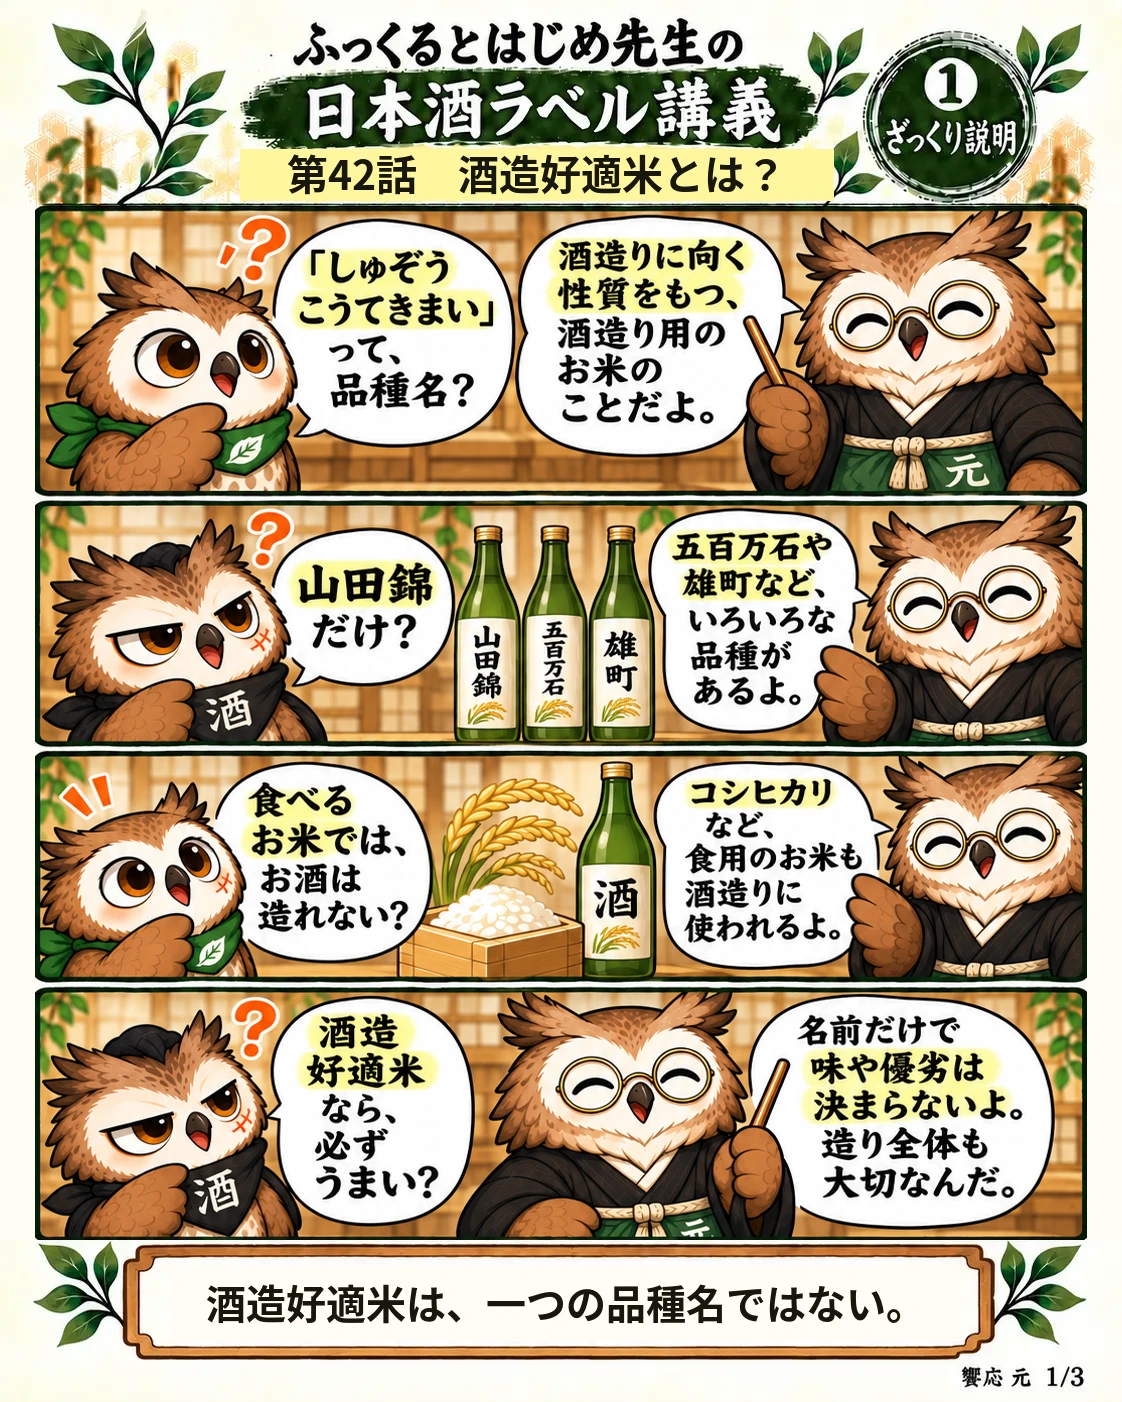 ふっくるとはじめ先生の
日本酒ラベル講義
1
ざっくり説明
第42話　酒造好適米とは？
?
「しゅぞう
こうてきまい」
って、
品種名?
酒造りに向く
性質をもつ、
酒造り用の
お米の
ことだよ。
元
?
山田錦
だけ?
酒
山田錦
五百万石
雄町
五百万石や
雄町など、
いろいろな
品種が
あるよ。
食べる
お米では、
お酒は
造れない?
酒
コシヒカリ
など、
食用のお米も
酒造りに
使われるよ。
?
酒造
好適米
なら、
必ず
うまい?
酒
元
名前だけで
味や優劣は
決まらないよ。
造り全体も
大切なんだ。
酒造好適米は、一つの品種名ではない。
饗応 元 1/3